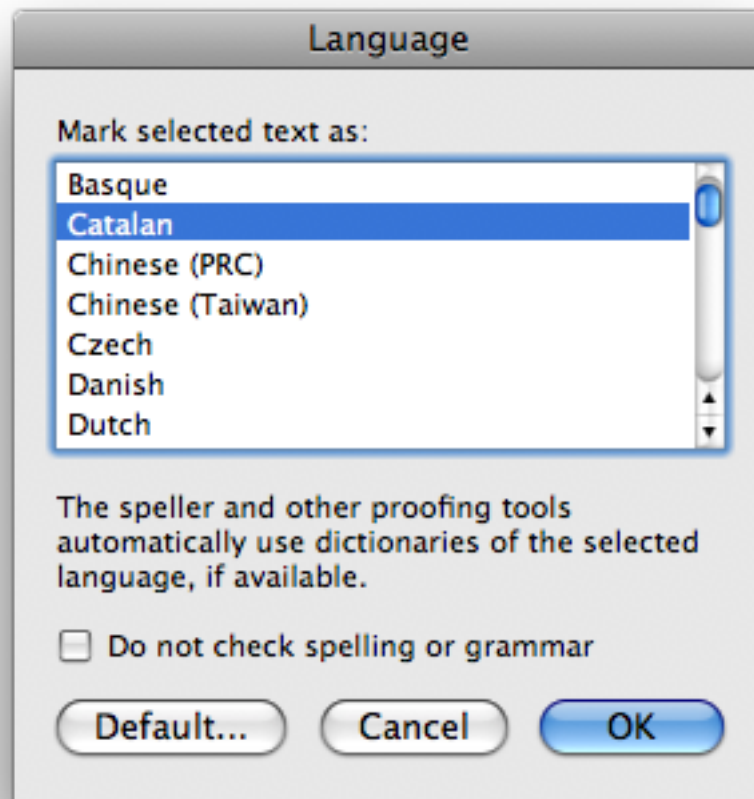 Language
Mark selected text as:
Basque
Catalan
Chinese (PRC)
Chinese (Taiwan)
Czech
Danish
Dutch
The speller and other proofing tools
automatically use dictionaries of the selected
language, if available.
Do not check spelling or grammar
Default... Cancel OK